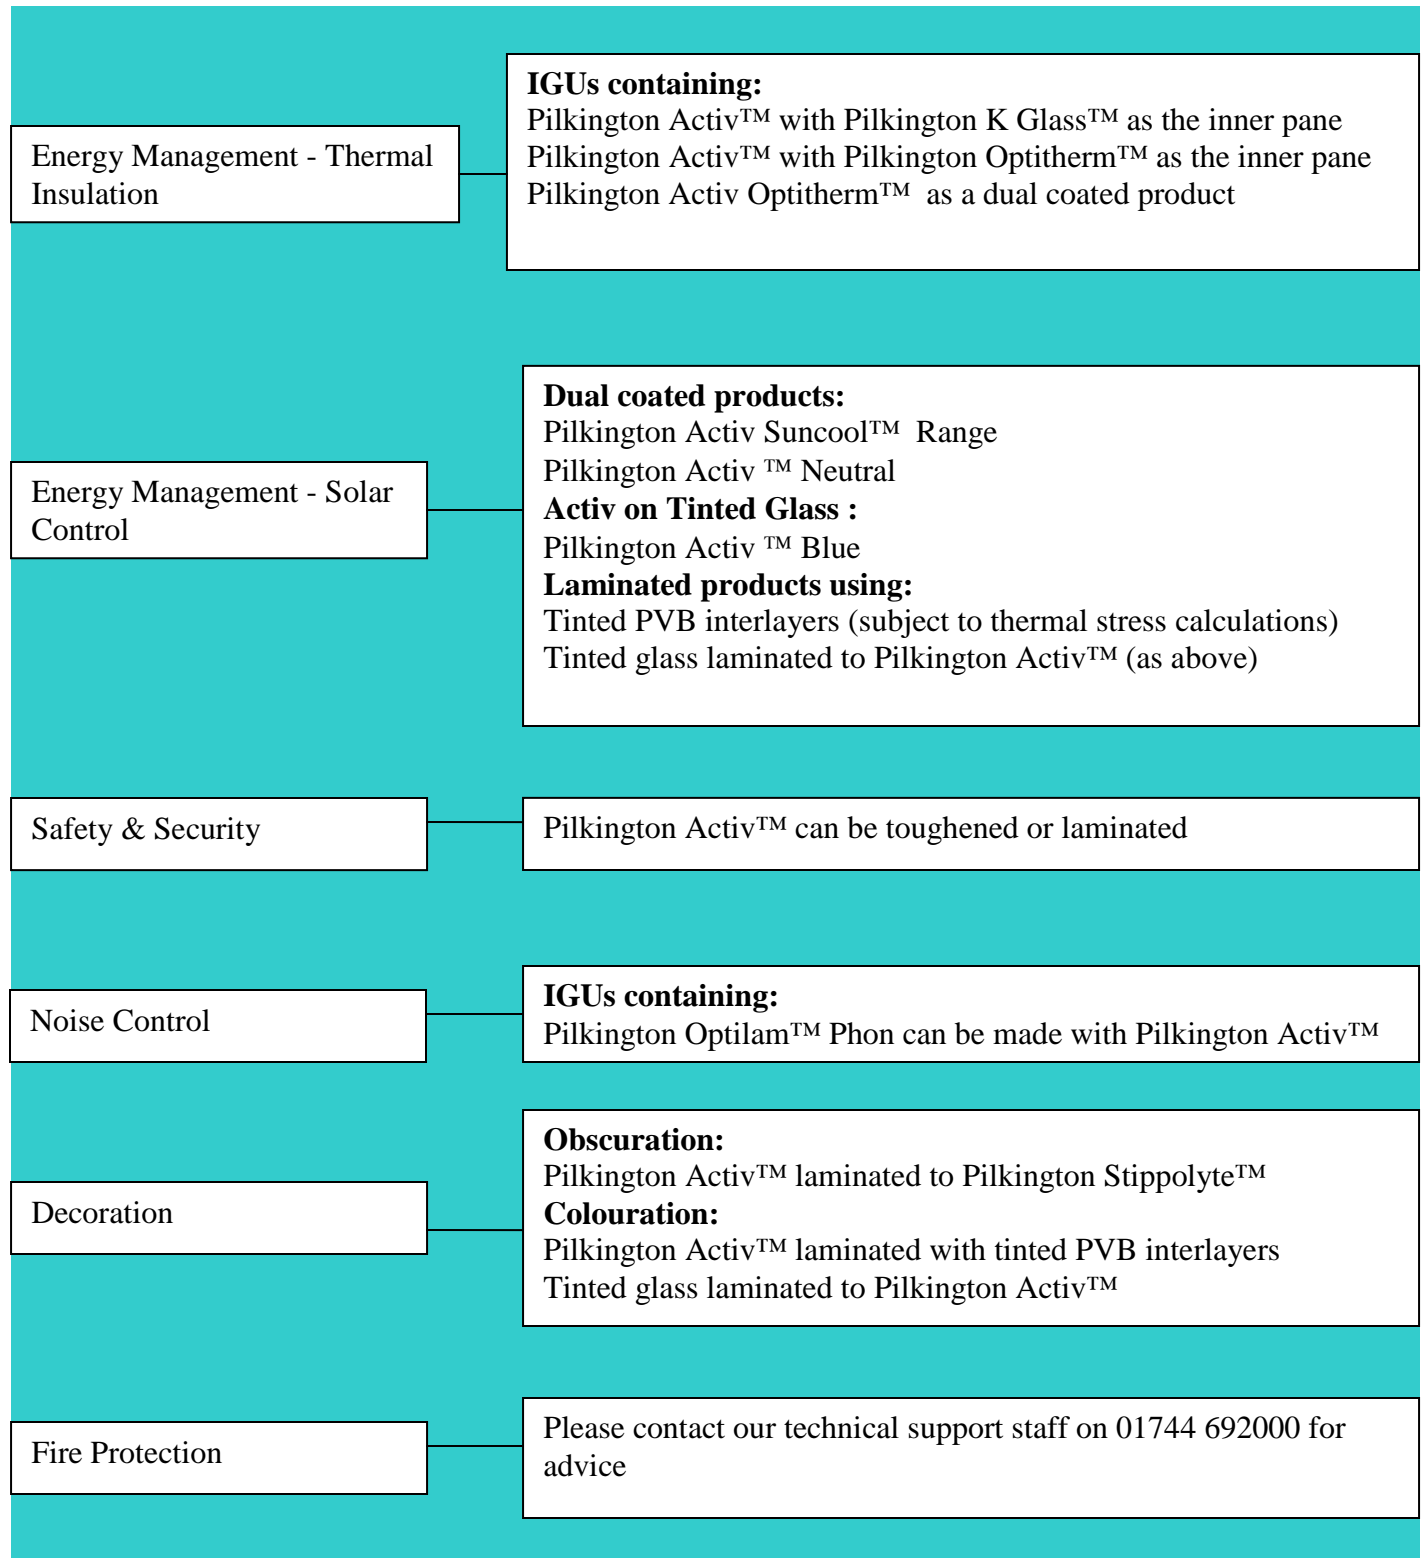 Energy Management - Thermal
Insulation
IGUs containing:
Pilkington Activ™ with Pilkington K Glass™ as the inner pane
Pilkington Activ™ with Pilkington Optitherm™ as the inner pane
Pilkington Activ Optitherm™  as a dual coated product
Energy Management - Solar
Control
Dual coated products:
Pilkington Activ Suncool™  Range
Pilkington Activ ™ Neutral
Activ on Tinted Glass :
Pilkington Activ ™ Blue
Laminated products using:
Tinted PVB interlayers (subject to thermal stress calculations)
Tinted glass laminated to Pilkington Activ™ (as above)
Safety & Security
Pilkington Activ™ can be toughened or laminated
Noise Control
IGUs containing:
Pilkington Optilam™ Phon can be made with Pilkington Activ™
Decoration
Obscuration:
Pilkington Activ™ laminated to Pilkington Stippolyte™
Colouration:
Pilkington Activ™ laminated with tinted PVB interlayers
Tinted glass laminated to Pilkington Activ™
Fire Protection
Please contact our technical support staff on 01744 692000 for
advice